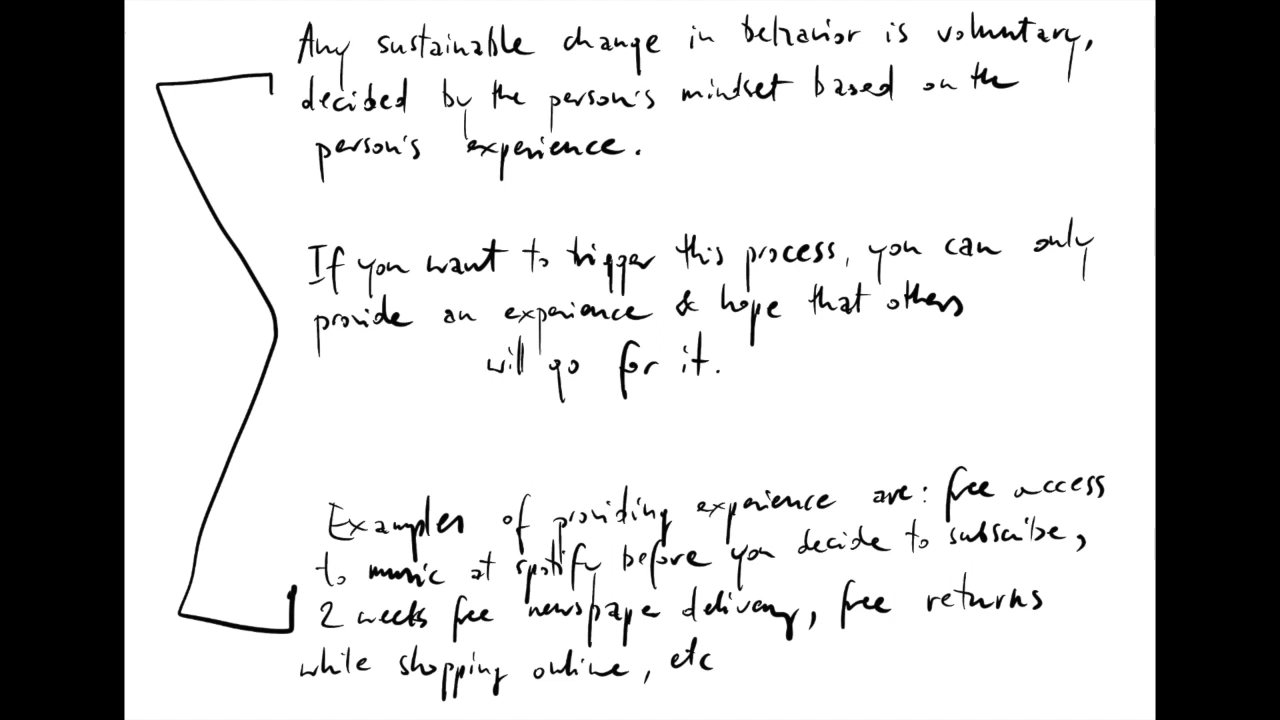 Any sustainable change in behavior is voluntary,
decided by the person's mindset based on the
person's experience.
If you want to trigger this process, you can only
provide an experience & hope that others
will go for it.
Examples of providing experience are: free access
to music at spotify before you decide to subscribe,
2 weeks free newspape delivery, free returns
while shopping online, etc